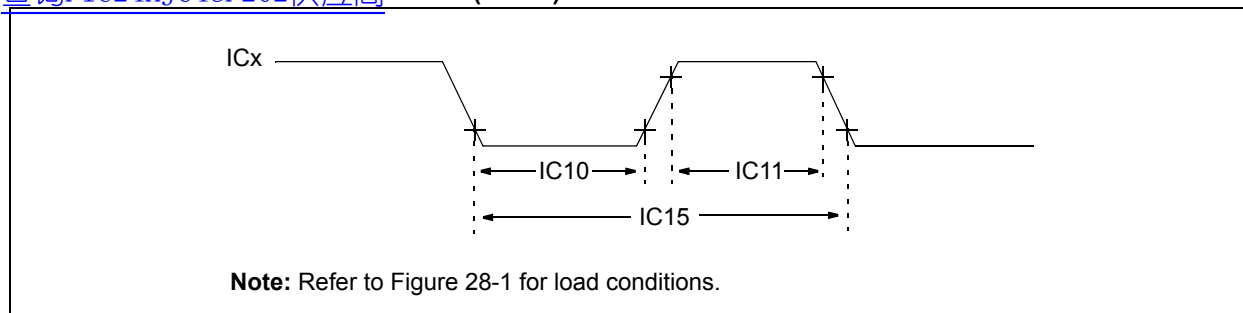 ICx
IC10
IC11
IC15
Note: Refer to Figure 28-1 for load conditions.